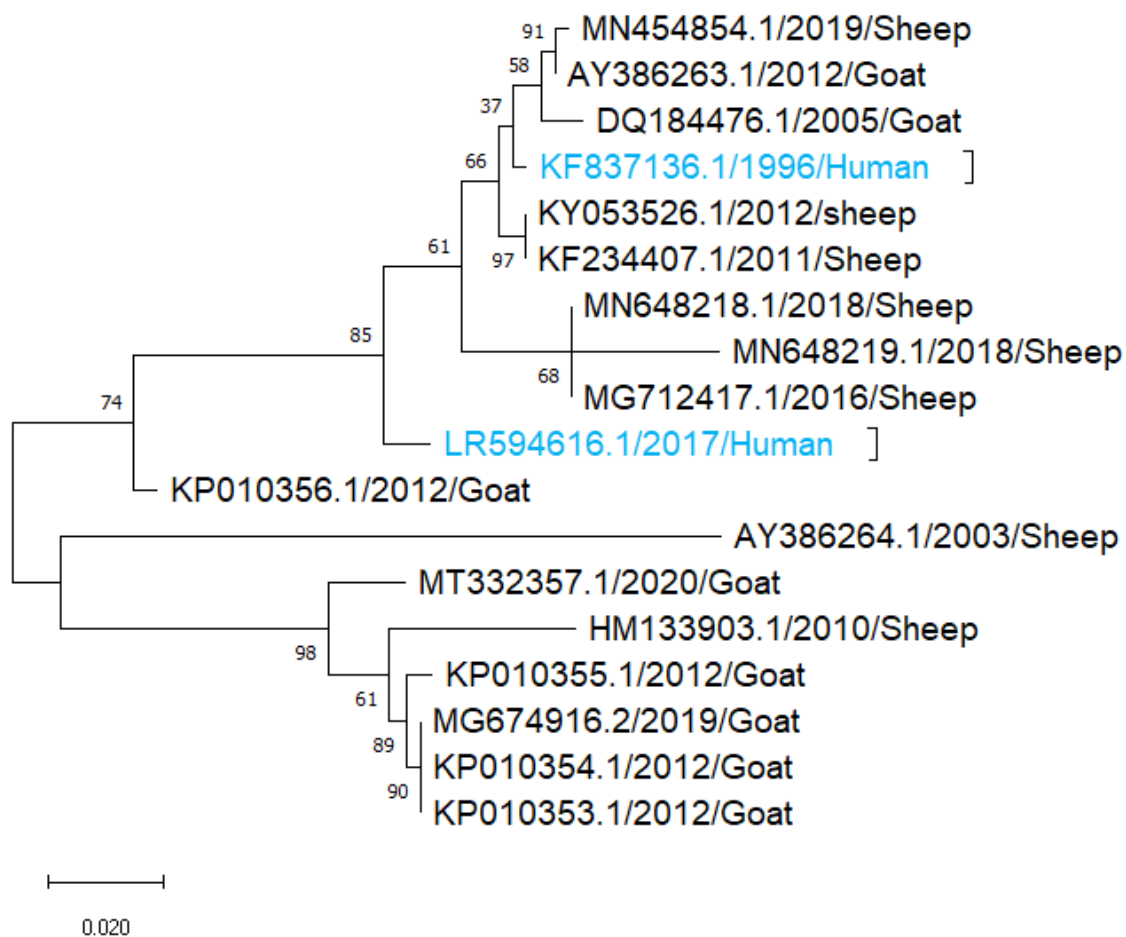 91
MN454854.1/2019/Sheep
58
AY386263.1/2012/Goat
37
DQ184476.1/2005/Goat
66
KF837136.1/1996/Human ]
KY053526.1/2012/sheep
61
97
KF234407.1/2011/Sheep
MN648218.1/2018/Sheep
85
MN648219.1/2018/Sheep
68
MG712417.1/2016/Sheep
74
LR594616.1/2017/Human ]
KP010356.1/2012/Goat
AY386264.1/2003/Sheep
MT332357.1/2020/Goat
HM133903.1/2010/Sheep
98
KP010355.1/2012/Goat
61
MG674916.2/2019/Goat
89
KP010354.1/2012/Goat
90
KP010353.1/2012/Goat
0.020